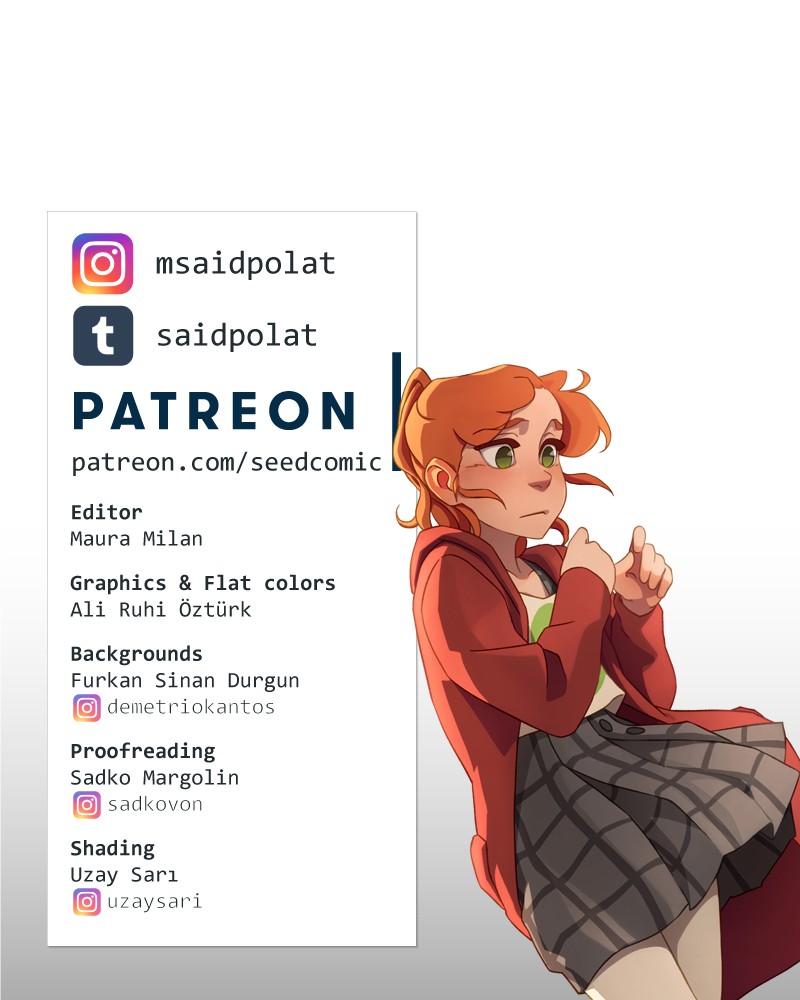 msaidpolat
t saidpolat
PATREON
patreon.com/seedcomic
Editor
Maura Milan
Graphics & Flat colors
Ali Ruhi Öztürk
Backgrounds
Furkan Sinan Durgun
demetriokantos
Proofreading
Sadko Margolin
sadkovon
Shading
Uzay Sarı
uzaysari